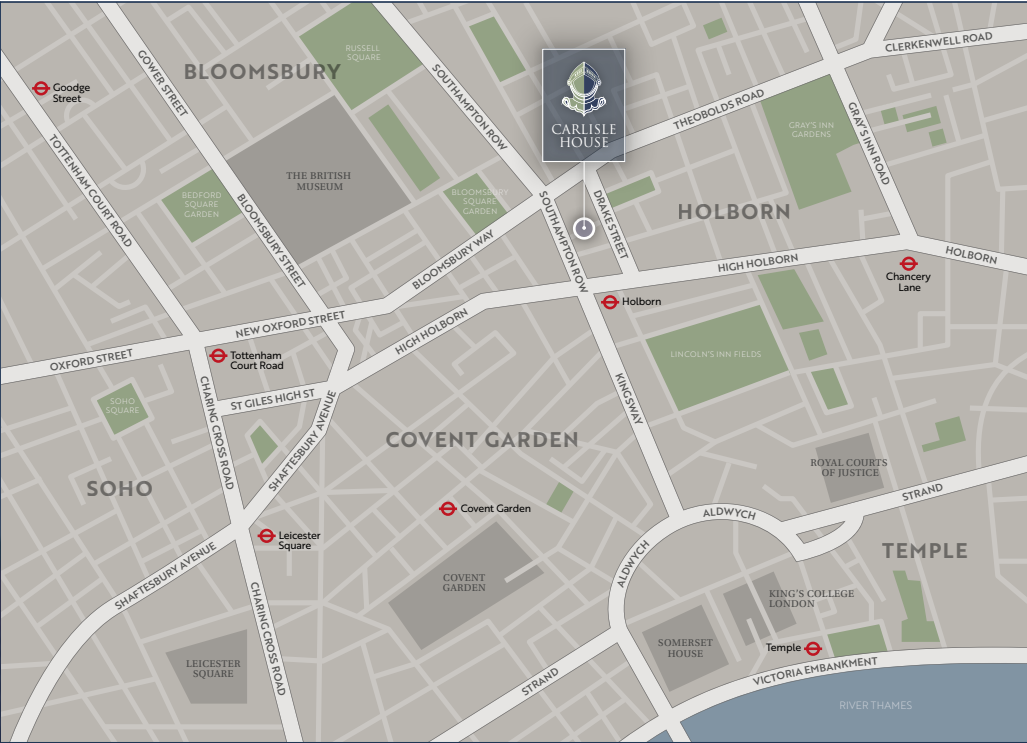 RUSSELL
SQUARE
BLOOMSBURY
CLERKENWELL ROAD
Goodge
Street
GOWER STREET
SOUTHAMPTON ROW
CARLISLE
HOUSE
THEOBOLDS ROAD
GRAY'S INN
GARDENS
GRAY'S INN ROAD
TOTTENHAM COURT ROAD
THE BRITISH
MUSEUM
BEDFORD
SQUARE
GARDEN
BLOOMSBURY
SQUARE
GARDEN
BLOOMSBURY STREET
SOUTHAMPTON ROW
DRAKE STREET
HOLBORN
BLOOMSBURY WAY
HIGH HOLBORN
HOLBORN
Chancery
Lane
Holborn
NEW OXFORD STREET
HIGH HOLBORN
OXFORD STREET
Tottenham
Court Road
LINCOLN'S INN FIELDS
CHARING CROSS ROAD
ST GILES HIGH ST
SOHO
SQUARE
SHAFTESBURY AVENUE
KINGSWAY
COVENT GARDEN
ROYAL COURTS
OF JUSTICE
SOHO
STRAND
Covent Garden
ALDWYCH
Leicester
Square
ALDWYCH
TEMPLE
SHAFTESBURY AVENUE
COVENT
GARDEN
KING'S COLLEGE
LONDON
CHARING CROSS ROAD
SOMERSET
HOUSE
Temple
LEICESTER
SQUARE
STRAND
VICTORIA EMBANKMENT
RIVER THAMES